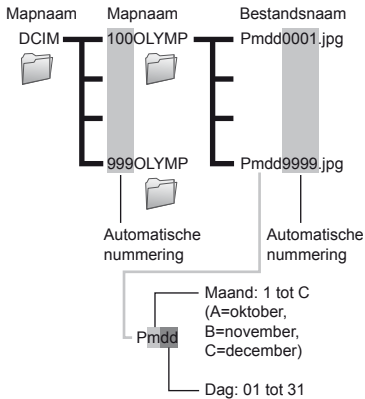 Mapnaam Mapnaam Bestandsnaam
DCIM 100OLYMP Pmdd0001.jpg
999OLYMP Pmdd9999.jpg
Automatische
nummering
Automatische
nummering
Maand: 1 tot C
(A=oktober,
B=november,
C=december)
Pmdd
Dag: 01 tot 31